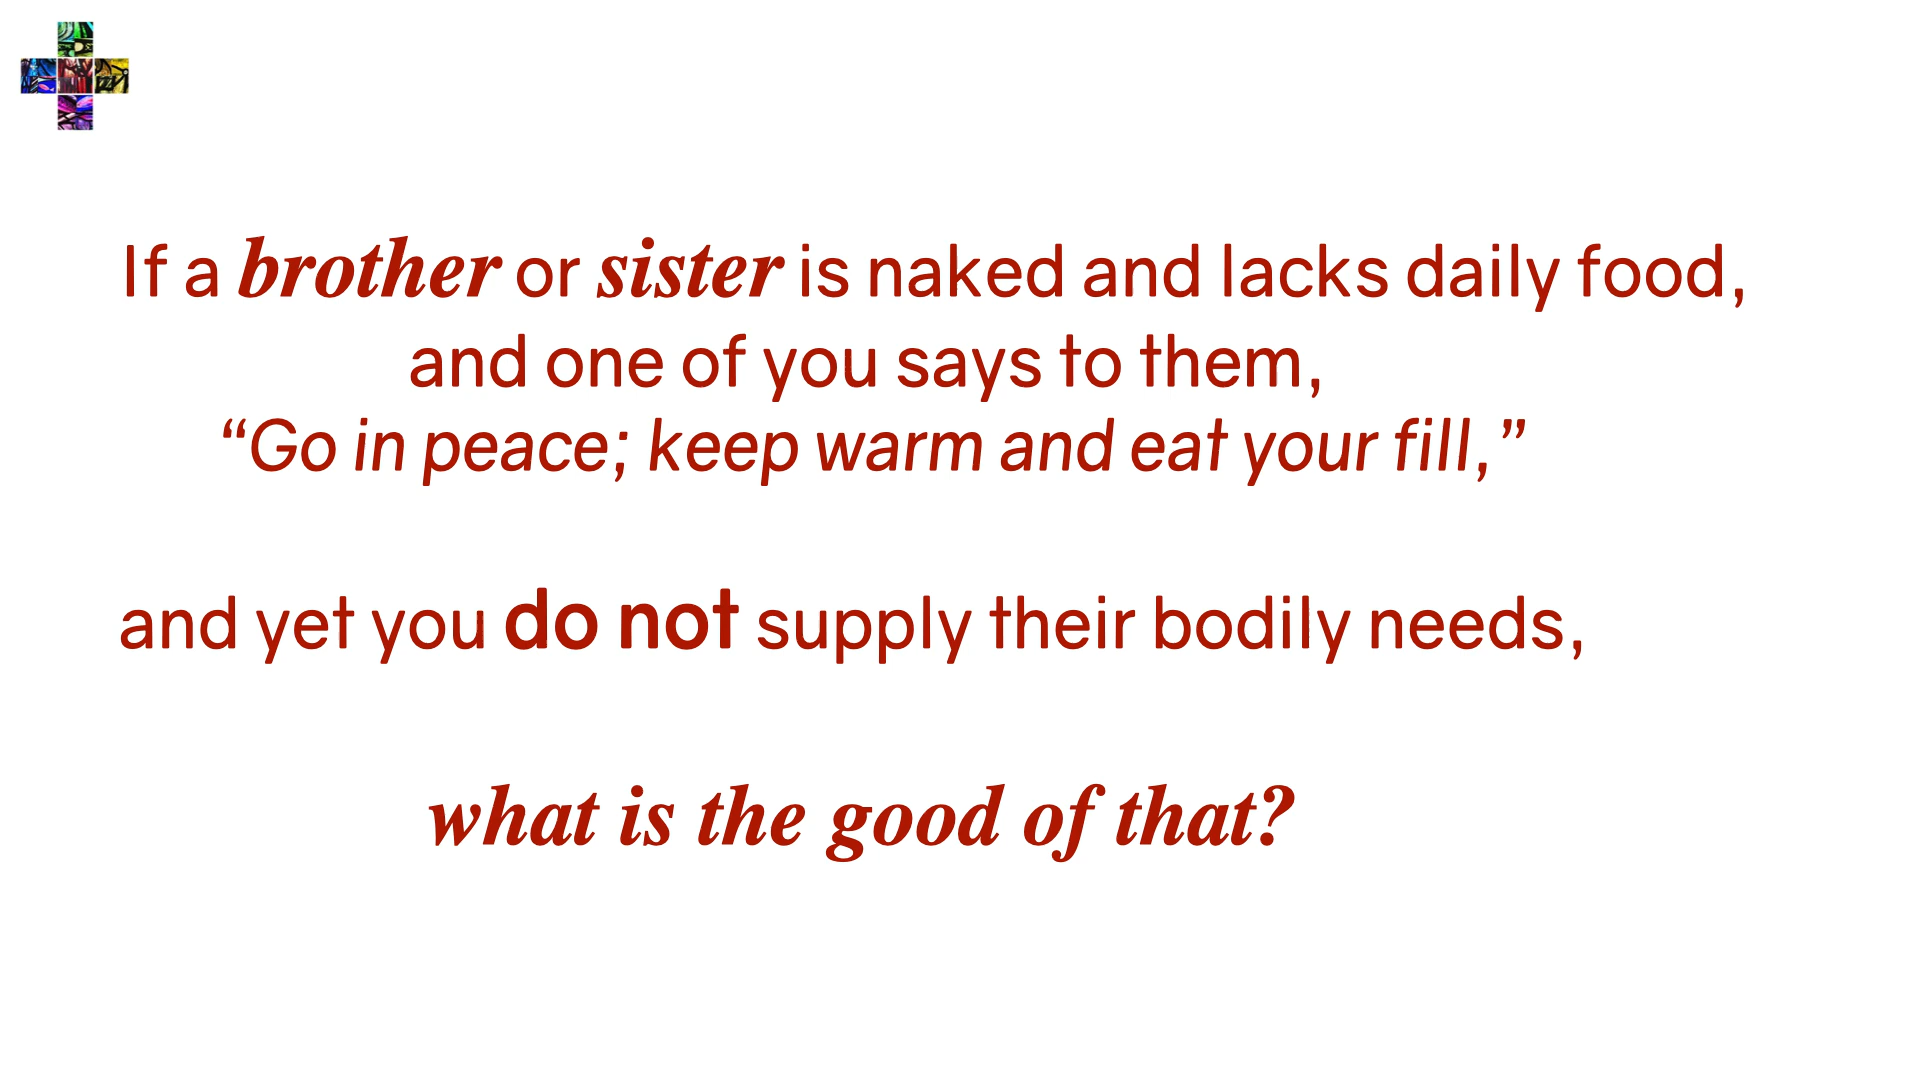 If a brother or sister is naked and lacks daily food,
and one of you says to them,
“Go in peace; keep warm and eat your fill,”
and yet you do not supply their bodily needs,
what is the good of that?